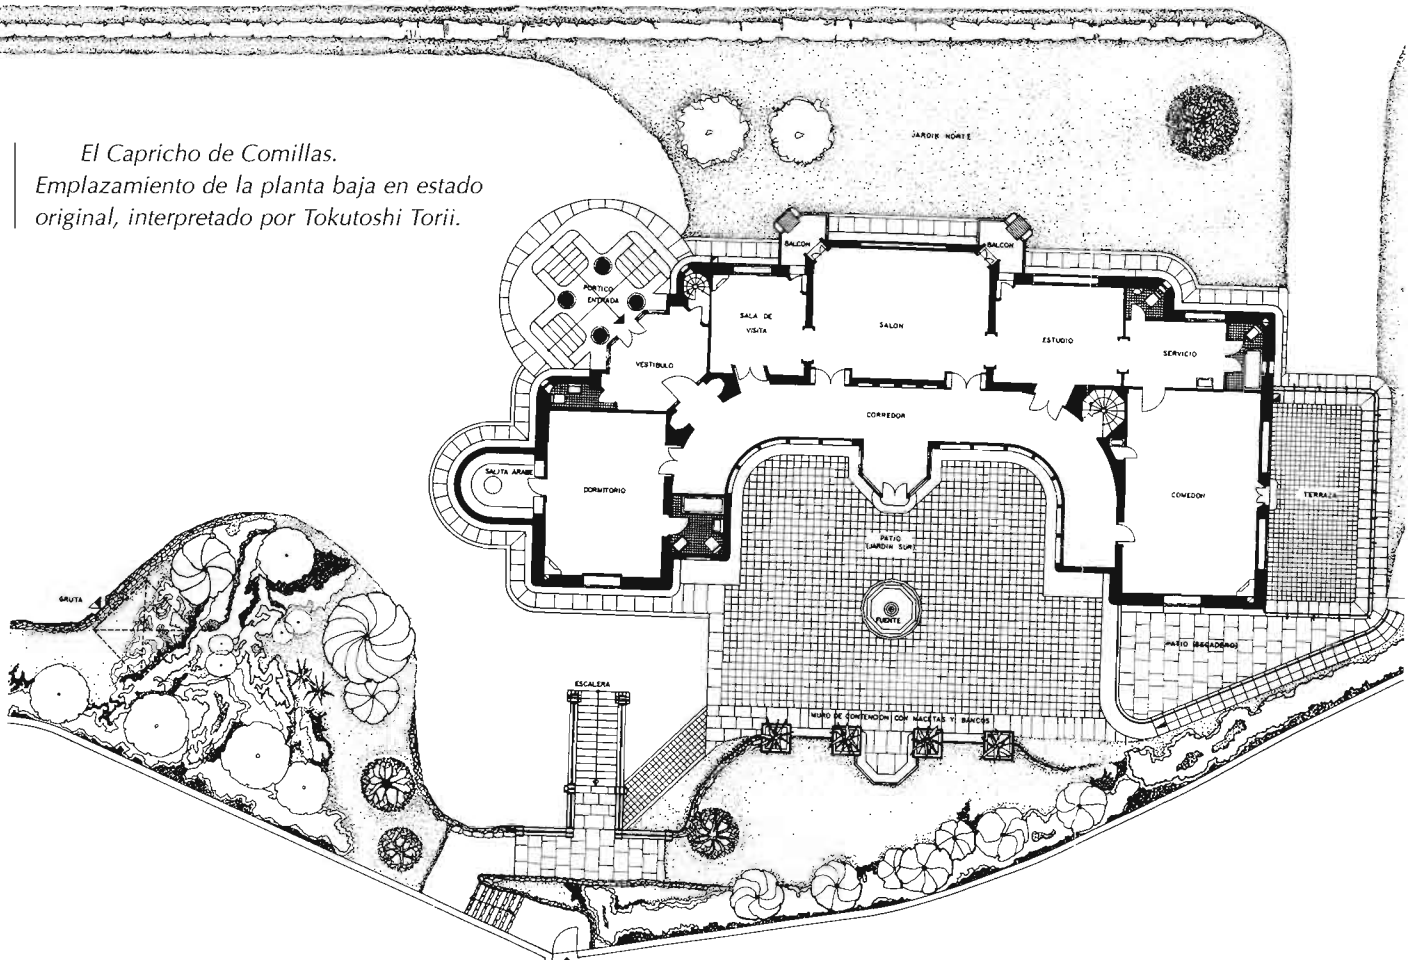 El Capricho de Comillas.
Emplazamiento de la planta baja en estado
original, interpretado por Tokutoshi Torii.
JARDIN NORTE
BALCON
BALCON
PORTICO
ENTRADA
SALA DE
VISITA
SALON
ESTUDIO
SERVICIO
VESTIBULO
CORREDOR
SALITA ARABE
DORMITORIO
COMEDOR
TERRAZA
PATIO
(JARDIN SUR)
GRUTA
FUENTE
PATIO (SECADERO)
ESCALERA
MURO DE CONTENCION CON MACETAS Y BANCOS